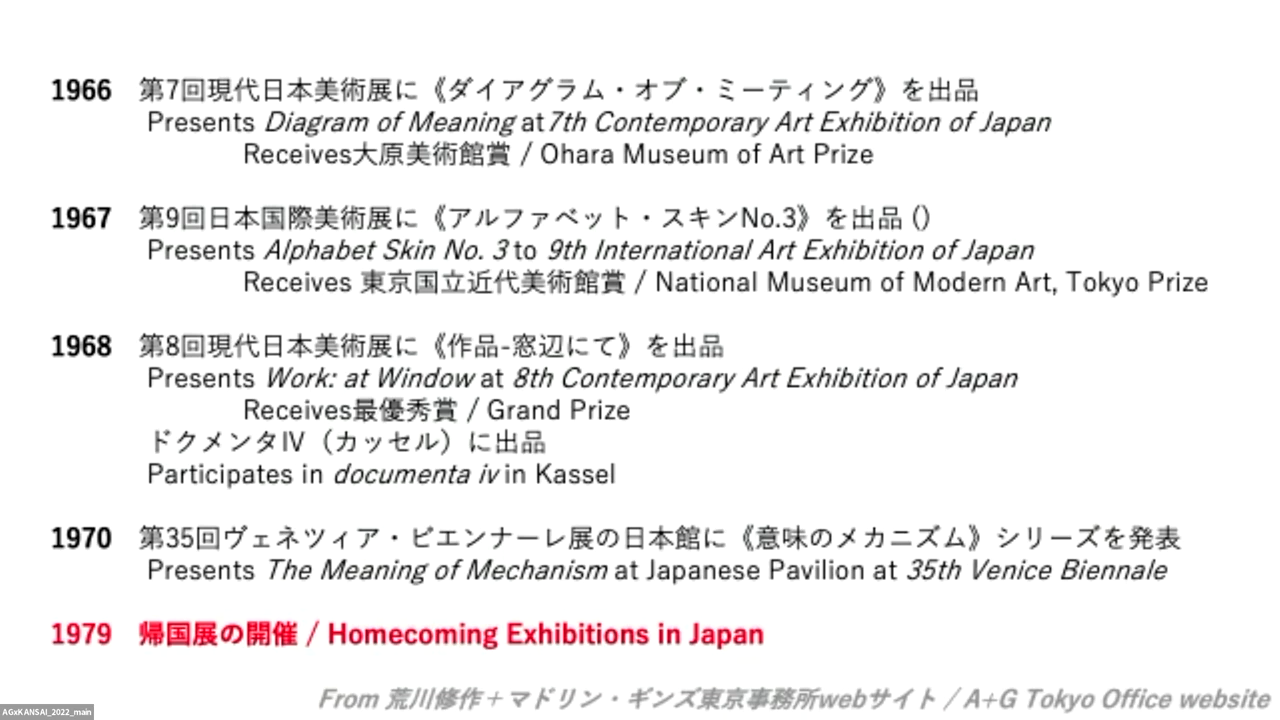 1966 第7回現代日本美術展に《ダイアグラム・オブ・ミーティング》を出品
Presents Diagram of Meaning at 7th Contemporary Art Exhibition of Japan
Receives大原美術館賞 / Ohara Museum of Art Prize
1967 第9回日本国際美術展に《アルファベット・スキンNo.3》を出品 ()
Presents Alphabet Skin No. 3 to 9th International Art Exhibition of Japan
Receives 東京国立近代美術館賞 / National Museum of Modern Art, Tokyo Prize
1968 第8回現代日本美術展に《作品-窓辺にて》を出品
Presents Work: at Window at 8th Contemporary Art Exhibition of Japan
Receives最優秀賞 / Grand Prize
ドクメンタⅣ（カッセル）に出品
Participates in documenta iv in Kassel
1970 第35回ヴェネツィア・ビエンナーレ展の日本館に《意味のメカニズム》シリーズを発表
Presents The Meaning of Mechanism at Japanese Pavilion at 35th Venice Biennale
1979 帰国展の開催 / Homecoming Exhibitions in Japan
From 荒川修作＋マドリン・ギンズ東京事務所webサイト / A+G Tokyo Office website
AGxKANSAI_2022_main